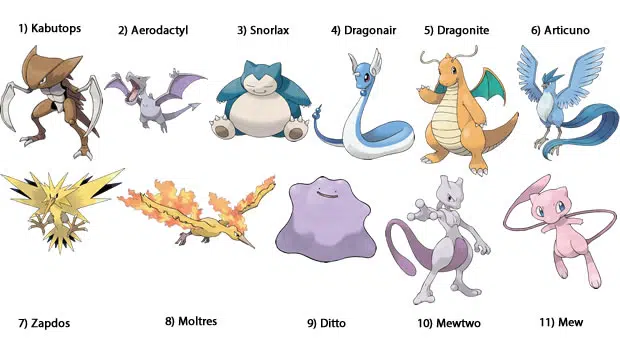 1) Kabutops
2) Aerodactyl
3) Snorlax
4) Dragonair
5) Dragonite
6) Articuno
7) Zapdos
8) Moltres
9) Ditto
10) Mewtwo
11) Mew